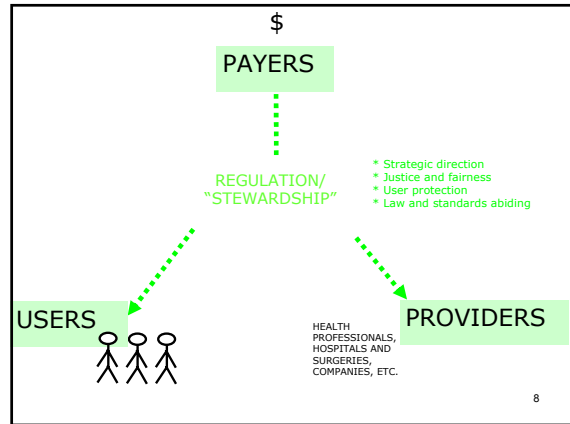 $
PAYERS
REGULATION/
“STEWARDSHIP”
* Strategic direction
* Justice and fairness
* User protection
* Law and standards abiding
USERS
HEALTH
PROFESSIONALS,
HOSPITALS AND
SURGERIES,
COMPANIES, ETC.
PROVIDERS
8